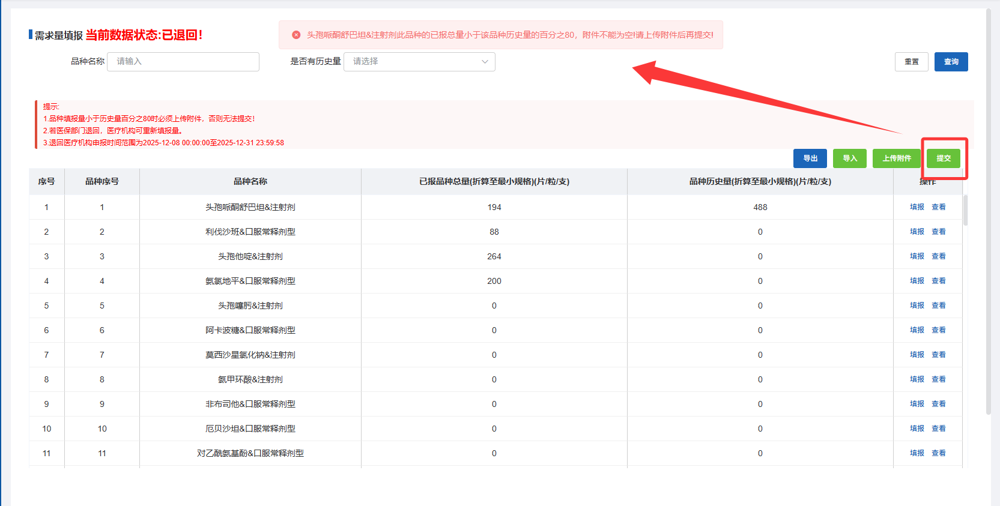 需求量填报 当前数据状态:已退回!
头孢哌酮舒巴坦&注射剂此品种的已报总量小于该品种历史量的百分之80，附件不能为空!请上传附件后再提交!
品种名称 请输入 是否有历史量 请选择 重置 查询
提示:
1.品种填报量小于历史量百分之80时必须上传附件，否则无法提交!
2.若医保部门退回，医疗机构可重新填报量。
3.退回医疗机构申报时间范围为2025-12-08 00:00:00至2025-12-31 23:59:58
导出 导入 上传附件 提交
序号 品种序号 品种名称 已报品种总量(折算至最小规格)(片/粒/支) 品种历史量(折算至最小规格)(片/粒/支) 操作
1 1 头孢哌酮舒巴坦&注射剂 194 488 填报 查看
2 2 利伐沙班&口服常释剂型 88 0 填报 查看
3 3 头孢他啶&注射剂 264 0 填报 查看
4 4 氨氯地平&口服常释剂型 200 0 填报 查看
5 5 头孢噻肟&注射剂 0 0 填报 查看
6 6 阿卡波糖&口服常释剂型 0 0 填报 查看
7 7 莫西沙星氯化钠&注射剂 0 0 填报 查看
8 8 氨甲环酸&注射剂 0 0 填报 查看
9 9 非布司他&口服常释剂型 0 0 填报 查看
10 10 厄贝沙坦&口服常释剂型 0 0 填报 查看
11 11 对乙酰氨基酚&口服常释剂型 0 0 填报 查看